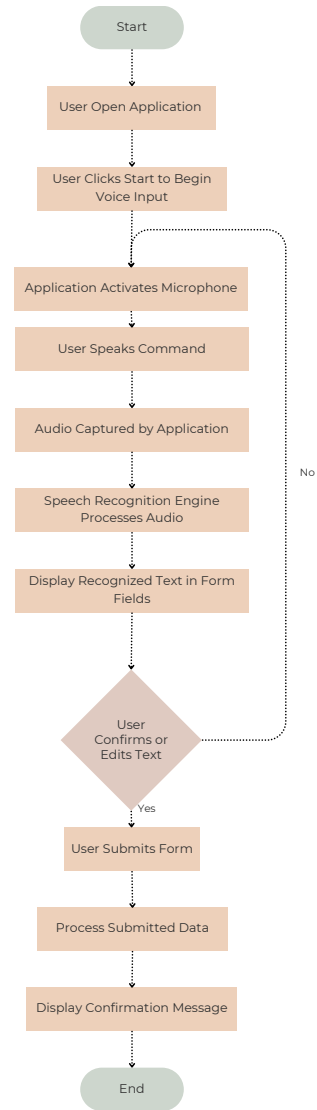 Start
User Open Application
User Clicks Start to Begin
Voice Input
Application Activates Microphone
User Speaks Command
Audio Captured by Application
No
Speech Recognition Engine
Processes Audio
Display Recognized Text in Form
Fields
User
Confirms or
Edits Text
Yes
User Submits Form
Process Submitted Data
Display Confirmation Message
End